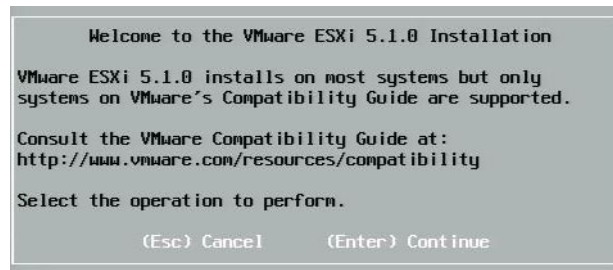 Welcome to the VMware ESXi 5.1.0 Installation
VMware ESXi 5.1.0 installs on most systems but only
systems on VMware's Compatibility Guide are supported.
Consult the VMware Compatibility Guide at:
http://www.vmware.com/resources/compatibility
Select the operation to perform.
(Esc) Cancel (Enter) Continue